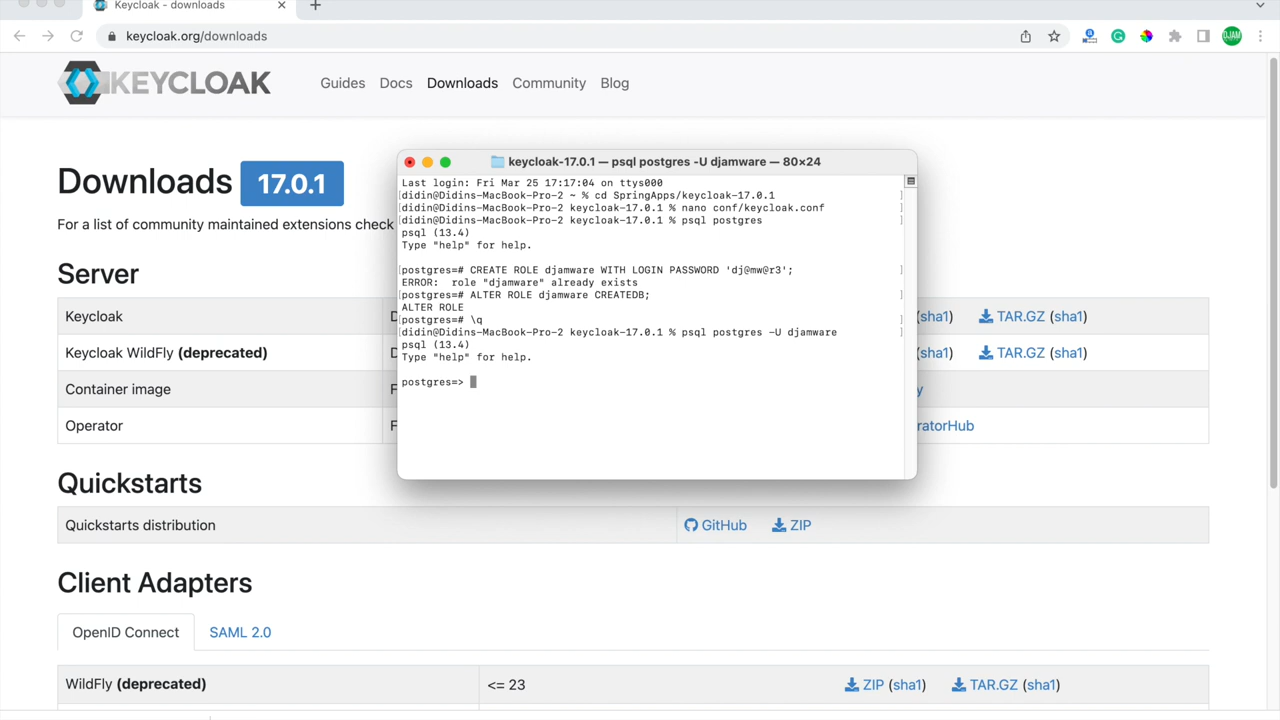 Keycloak - downloads
keycloak.org/downloads
KEYCLOAK
Guides Docs Downloads Community Blog
Downloads 17.0.1
For a list of community maintained extensions check
keycloak-17.0.1 — psql postgres -U djamware — 80×24
Last login: Fri Mar 25 17:17:04 on ttys000
[didin@Didins-MacBook-Pro-2 ~ % cd SpringApps/keycloak-17.0.1 ]
[didin@Didins-MacBook-Pro-2 keycloak-17.0.1 % nano conf/keycloak.conf ]
[didin@Didins-MacBook-Pro-2 keycloak-17.0.1 % psql postgres ]
psql (13.4)
Type "help" for help.
[postgres=# CREATE ROLE djamware WITH LOGIN PASSWORD 'dj@mw@r3'; ]
ERROR:  role "djamware" already exists
[postgres=# ALTER ROLE djamware CREATEDB; ]
ALTER ROLE
[postgres=# \q ]
[didin@Didins-MacBook-Pro-2 keycloak-17.0.1 % psql postgres -U djamware ]
psql (13.4)
Type "help" for help.
postgres=>
Server
Keycloak (sha1) TAR.GZ (sha1)
Keycloak WildFly (deprecated) (sha1) TAR.GZ (sha1)
Container image
Operator
Quickstarts
Quickstarts distribution GitHub ZIP
Client Adapters
OpenID Connect SAML 2.0
WildFly (deprecated) <= 23 ZIP (sha1) TAR.GZ (sha1)